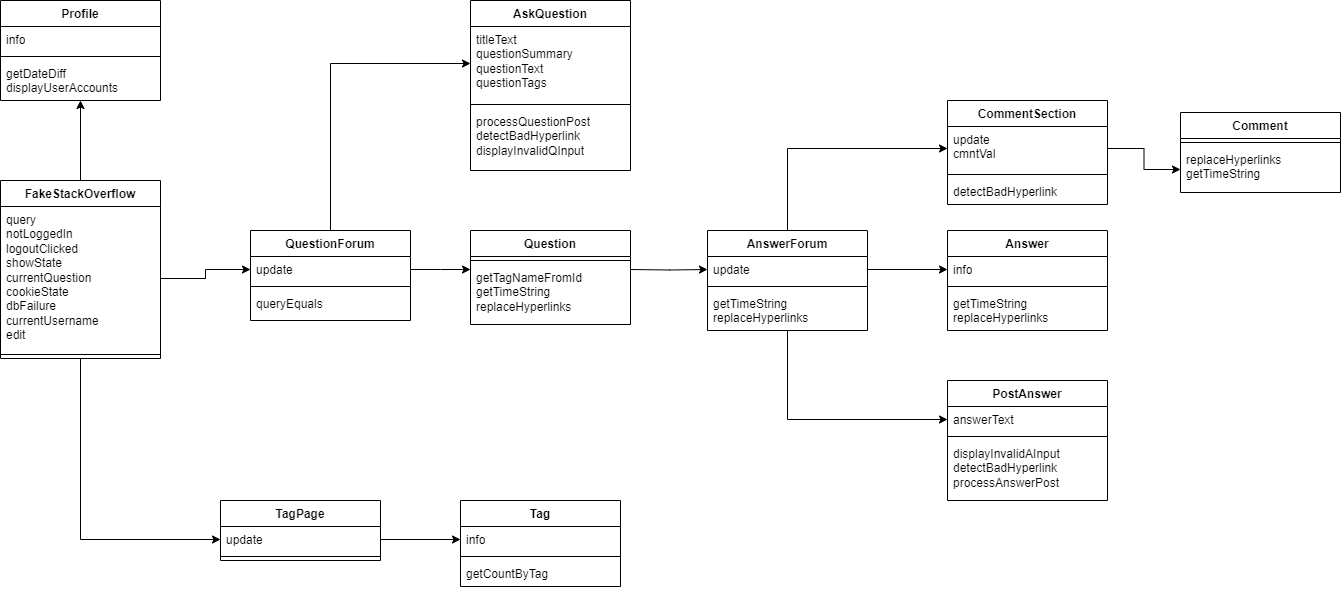 Profile
info
getDateDiff
displayUserAccounts
AskQuestion
titleText
questionSummary
questionText
questionTags
processQuestionPost
detectBadHyperlink
displayInvalidQInput
CommentSection
update
cmntVal
detectBadHyperlink
Comment
replaceHyperlinks
getTimeString
FakeStackOverflow
query
notLoggedIn
logoutClicked
showState
currentQuestion
cookieState
dbFailure
currentUsername
edit
QuestionForum
update
queryEquals
Question
getTagNameFromId
getTimeString
replaceHyperlinks
AnswerForum
update
getTimeString
replaceHyperlinks
Answer
info
getTimeString
replaceHyperlinks
PostAnswer
answerText
displayInvalidAInput
detectBadHyperlink
processAnswerPost
TagPage
update
Tag
info
getCountByTag